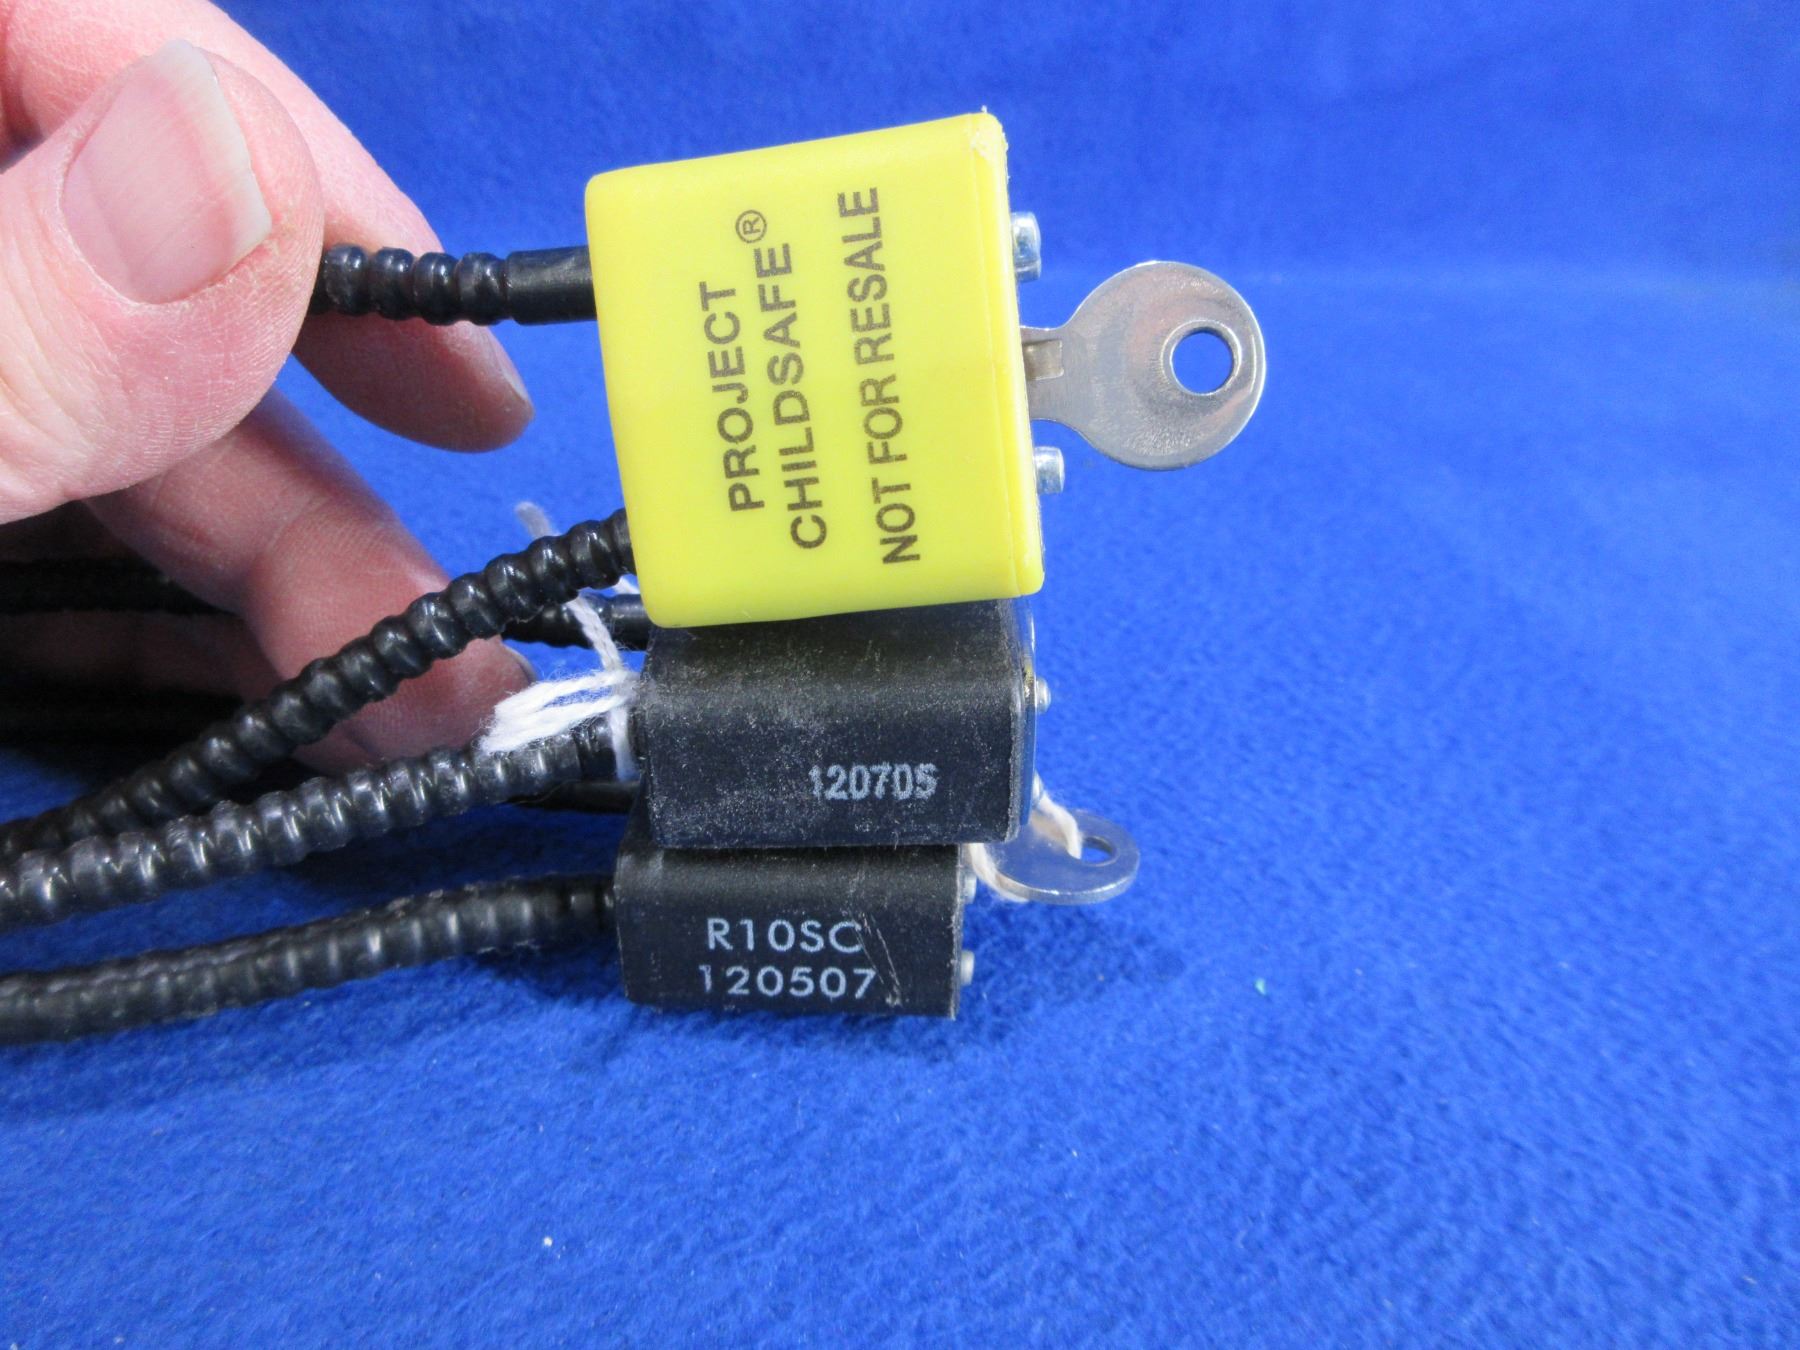 PROJECT
CHILDSAFE®
NOT FOR RESALE
120705
R10SC
120507